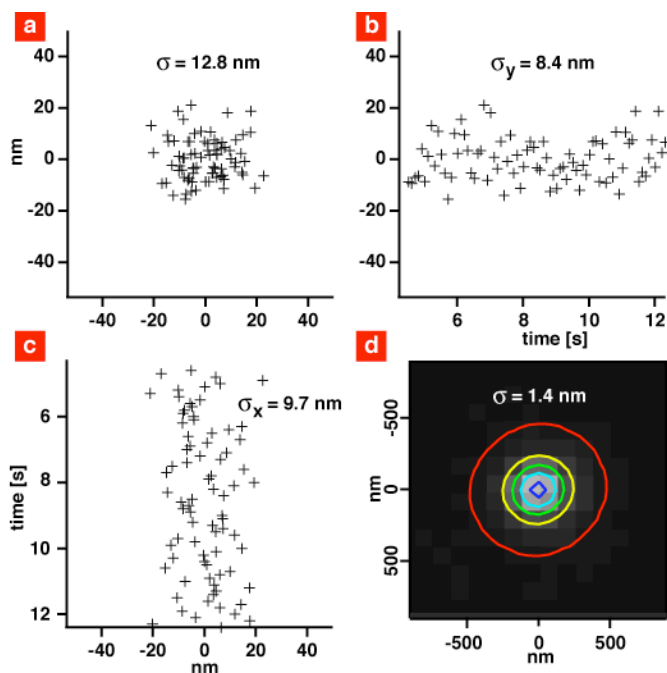 a
σ = 12.8 nm
40
20
0
-20
-40
nm
-40 -20 0 20 40
b
σy = 8.4 nm
40
20
0
-20
-40
6 8 10 12
time [s]
c
σx = 9.7 nm
6
8
10
12
time [s]
-40 -20 0 20 40
nm
d
σ = 1.4 nm
-500
0
500
nm
-500 0 500
nm